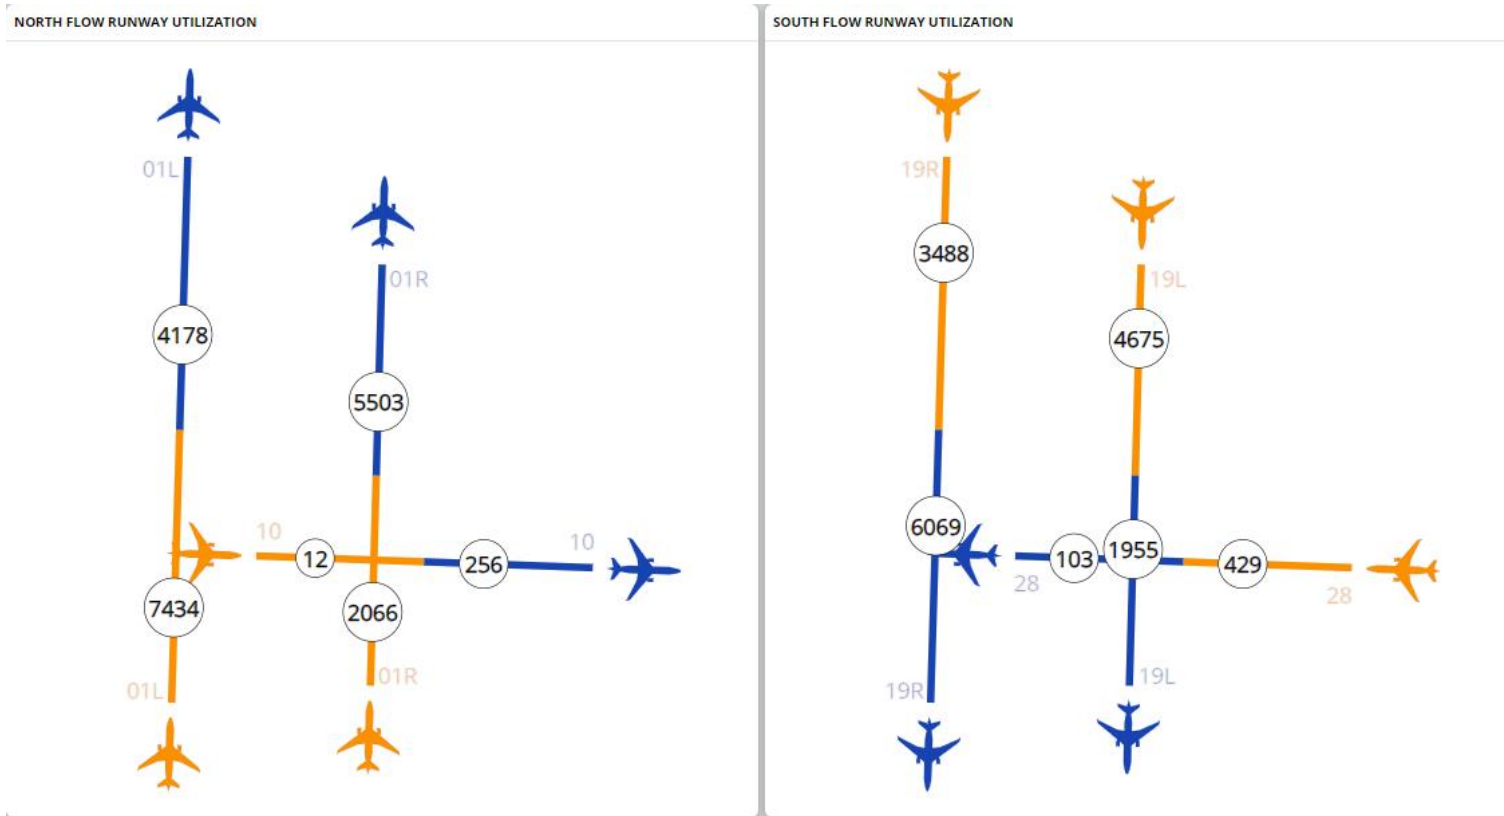 NORTH FLOW RUNWAY UTILIZATION
01L
01R
4178
5503
10
12
256
10
7434
2066
01L
01R
SOUTH FLOW RUNWAY UTILIZATION
19R
3488
19L
4675
6069
103
1955
429
28
28
19R
19L